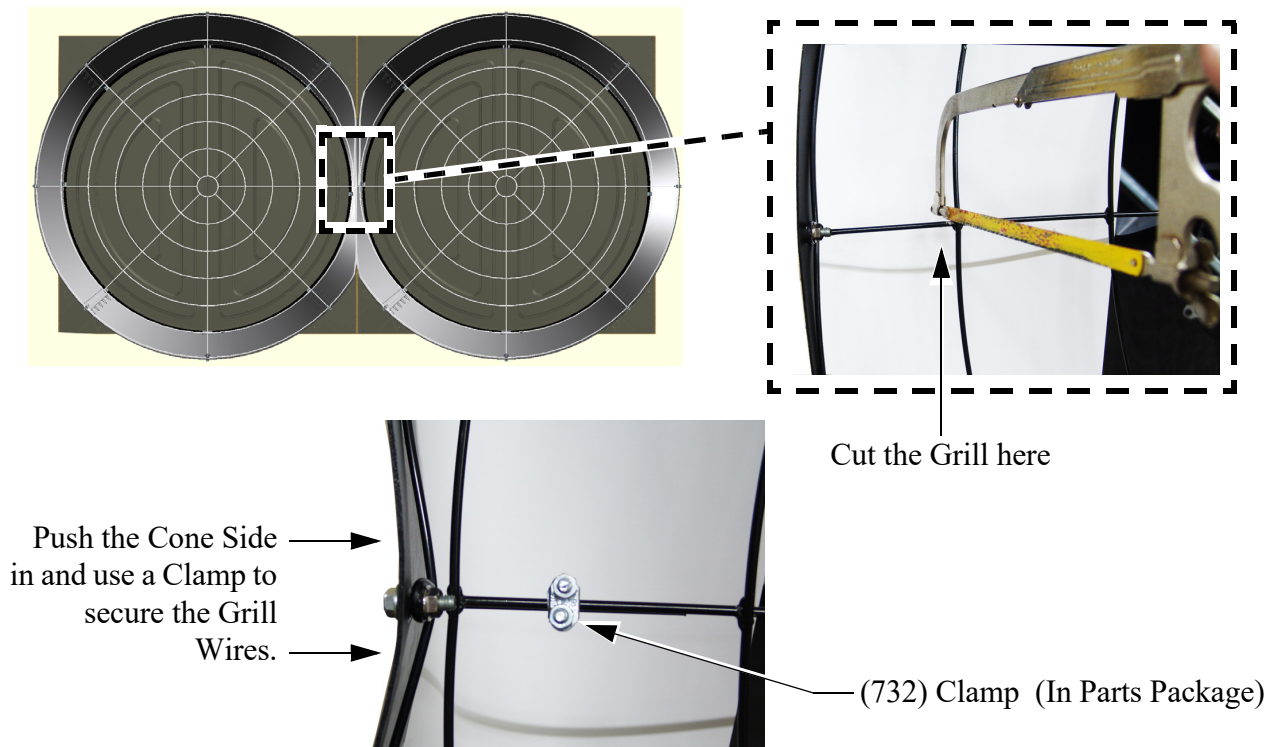 Cut the Grill here
Push the Cone Side
in and use a Clamp to
secure the Grill
Wires.
(732) Clamp (In Parts Package)